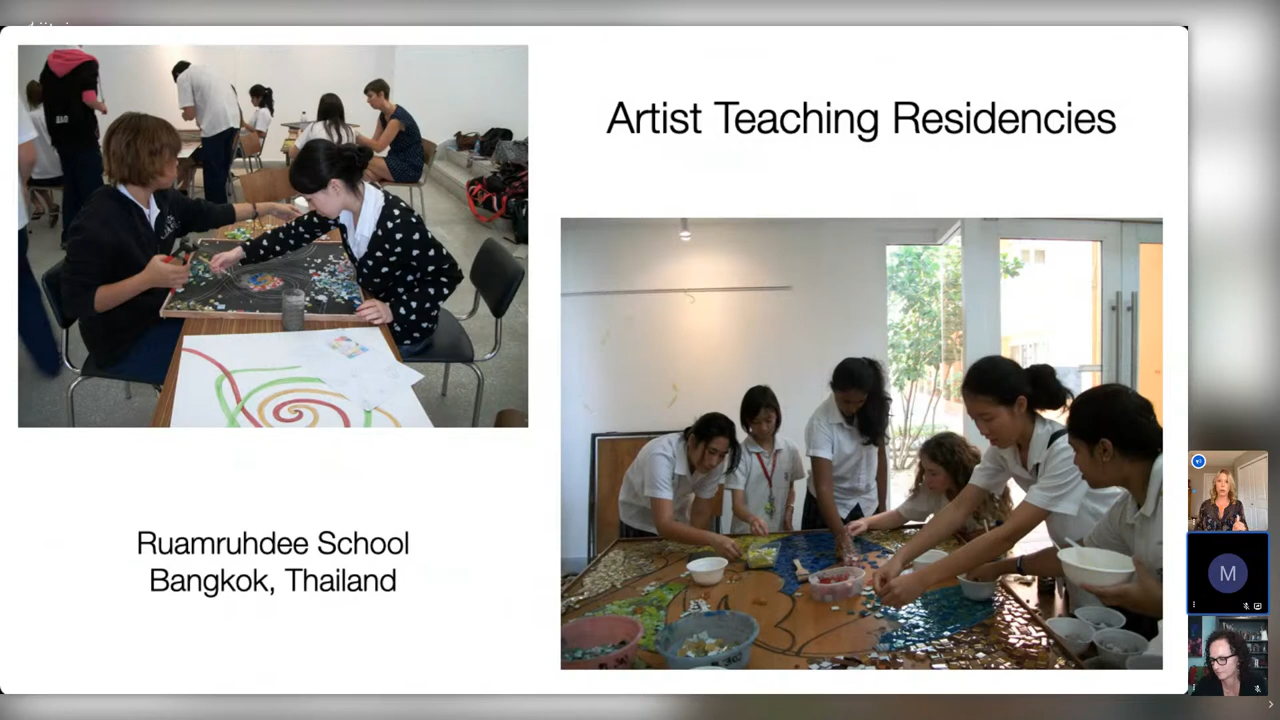 Artist Teaching Residencies
Ruamruhdee School
Bangkok, Thailand
M